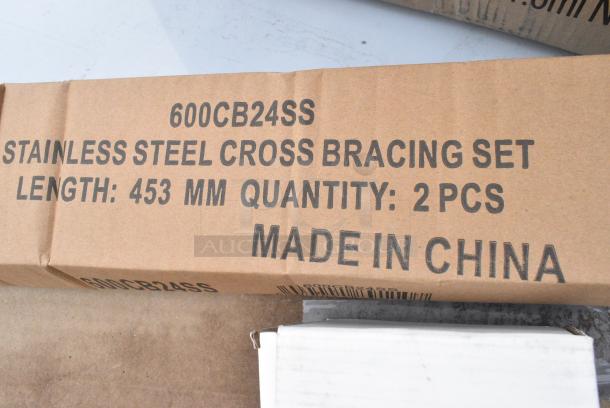 600CB24SS
STAINLESS STEEL CROSS BRACING SET
LENGTH: 453 MM QUANTITY: 2 PCS
MADE IN CHINA
600CB24SS